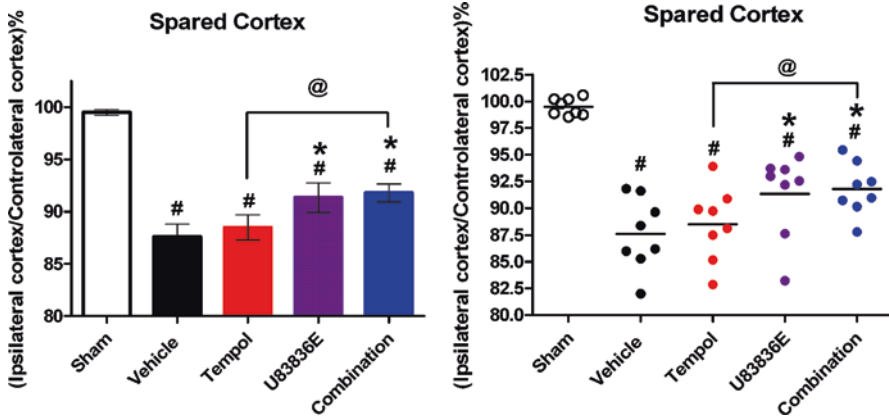 Spared Cortex
(Ipsilateral cortex/Controlateral cortex)%
100
95
90
85
80
@
#
#
*
#
*
#
Sham
Vehicle
Tempol
U83836E
Combination
Spared Cortex
(Ipsilateral cortex/Controlateral cortex)%
102.5
100.0
97.5
95.0
92.5
90.0
87.5
85.0
82.5
80.0
@
#
#
*
#
*
#
Sham
Vehicle
Tempol
U83836E
Combination